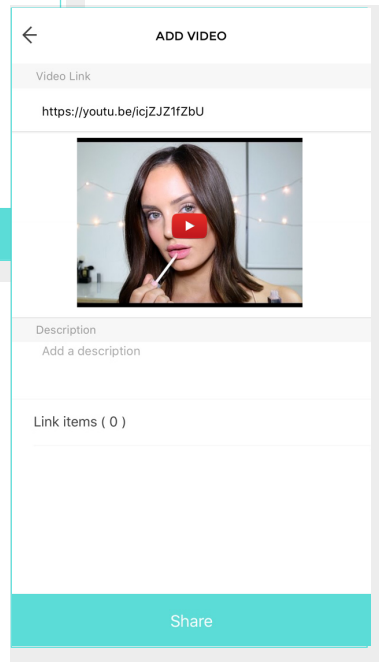 ADD VIDEO
Video Link
https://youtu.be/icjZJZ1fZbU
Description
Add a description
Link items ( 0 )
Share